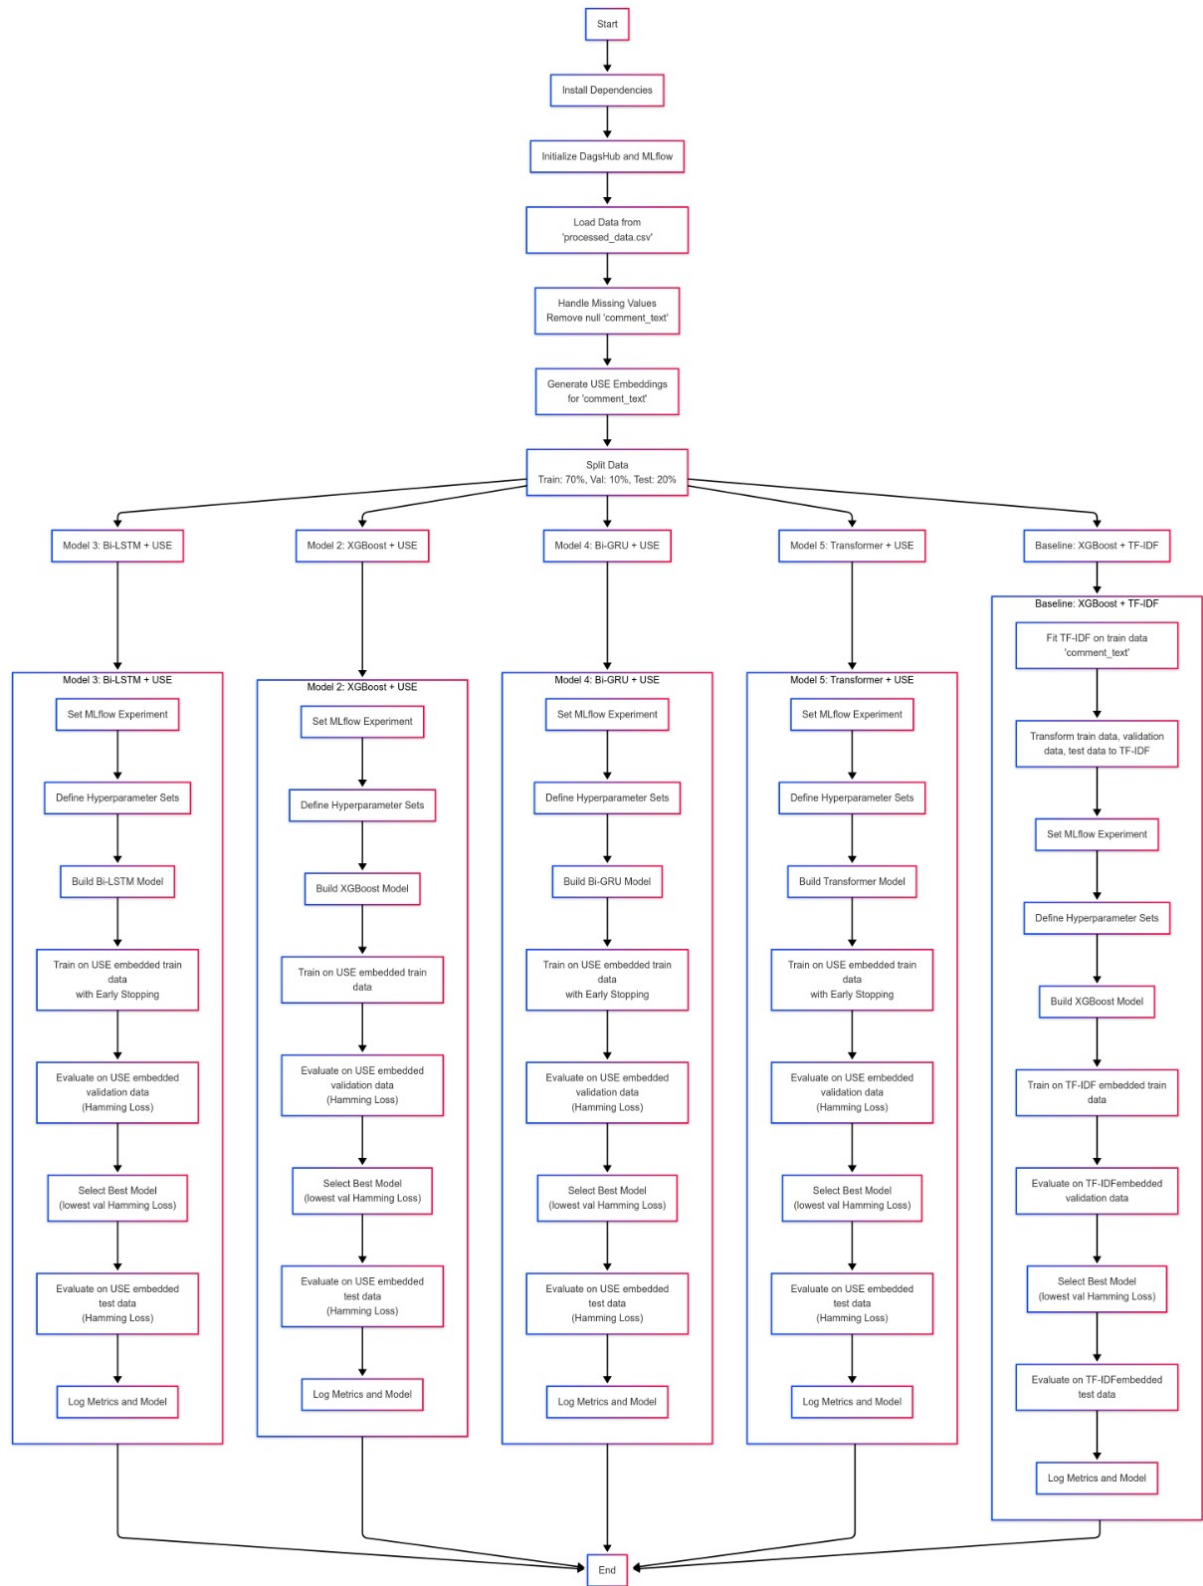 Start
Install Dependencies
Initialize DagsHub and MLflow
Load Data from
'processed_data.csv'
Handle Missing Values
Remove null 'comment_text'
Generate USE Embeddings
for 'comment_text'
Split Data
Train: 70%, Val: 10%, Test: 20%
Model 3: Bi-LSTM + USE
Model 2: XGBoost + USE
Model 4: Bi-GRU + USE
Model 5: Transformer + USE
Baseline: XGBoost + TF-IDF
Model 3: Bi-LSTM + USE
Set MLflow Experiment
Define Hyperparameter Sets
Build Bi-LSTM Model
Train on USE embedded train
data
with Early Stopping
Evaluate on USE embedded
validation data
(Hamming Loss)
Select Best Model
(lowest val Hamming Loss)
Evaluate on USE embedded
test data
(Hamming Loss)
Log Metrics and Model
Model 2: XGBoost + USE
Set MLflow Experiment
Define Hyperparameter Sets
Build XGBoost Model
Train on USE embedded train
data
Evaluate on USE embedded
validation data
(Hamming Loss)
Select Best Model
(lowest val Hamming Loss)
Evaluate on USE embedded
test data
(Hamming Loss)
Log Metrics and Model
Model 4: Bi-GRU + USE
Set MLflow Experiment
Define Hyperparameter Sets
Build Bi-GRU Model
Train on USE embedded train
data
with Early Stopping
Evaluate on USE embedded
validation data
(Hamming Loss)
Select Best Model
(lowest val Hamming Loss)
Evaluate on USE embedded
test data
(Hamming Loss)
Log Metrics and Model
Model 5: Transformer + USE
Set MLflow Experiment
Define Hyperparameter Sets
Build Transformer Model
Train on USE embedded train
data
with Early Stopping
Evaluate on USE embedded
validation data
(Hamming Loss)
Select Best Model
(lowest val Hamming Loss)
Evaluate on USE embedded
test data
(Hamming Loss)
Log Metrics and Model
Baseline: XGBoost + TF-IDF
Fit TF-IDF on train data
'comment_text'
Transform train data, validation
data, test data to TF-IDF
Set MLflow Experiment
Define Hyperparameter Sets
Build XGBoost Model
Train on TF-IDF embedded train
data
Evaluate on TF-IDFembedded
validation data
Select Best Model
(lowest val Hamming Loss)
Evaluate on TF-IDFembedded
test data
Log Metrics and Model
End